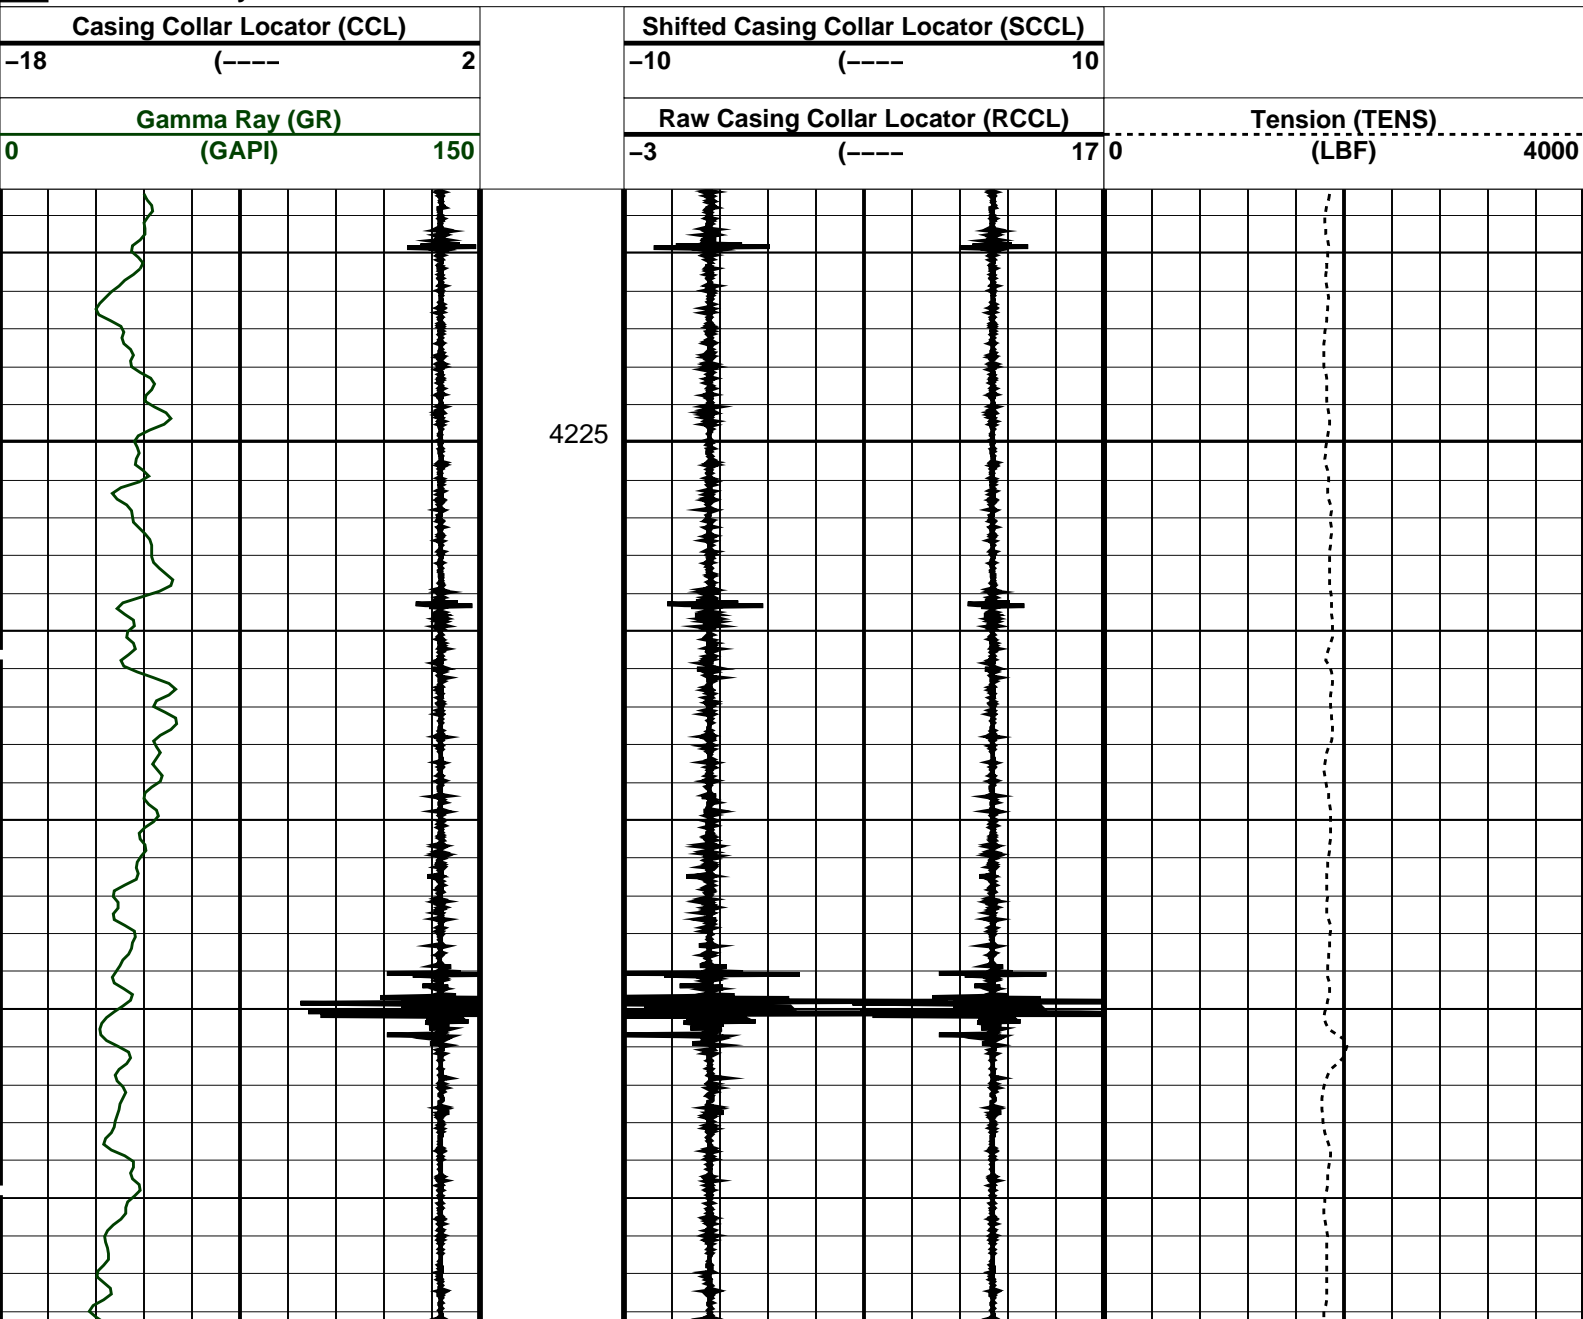 Casing Collar Locator (CCL)
−18 (−−−− 2
Gamma Ray (GR)
0 (GAPI) 150
Shifted Casing Collar Locator (SCCL)
−10 (−−−− 10
Raw Casing Collar Locator (RCCL)
−3 (−−−− 17
Tension (TENS)
0 (LBF) 4000
4225